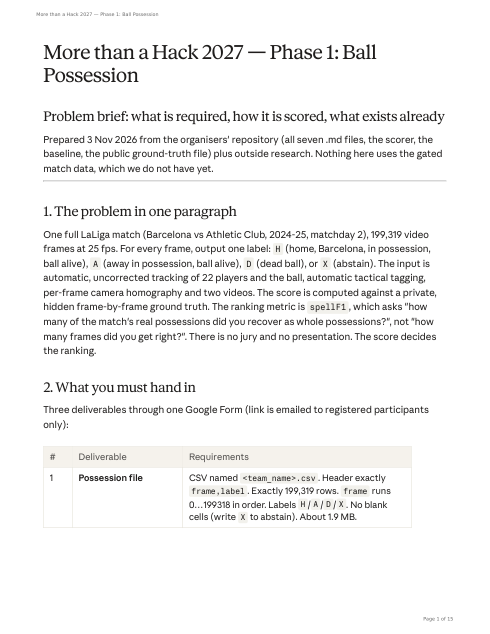 More than a Hack 2027 — Phase 1: Ball Possession
More than a Hack 2027 — Phase 1: Ball
Possession
Problem brief: what is required, how it is scored, what exists already
Prepared 3 Nov 2026 from the organisers' repository (all seven .md files, the scorer, the
baseline, the public ground-truth file) plus outside research. Nothing here uses the gated
match data, which we do not have yet.
1. The problem in one paragraph
One full LaLiga match (Barcelona vs Athletic Club, 2024-25, matchday 2), 199,319 video
frames at 25 fps. For every frame, output one label: H (home, Barcelona, in possession,
ball alive), A (away in possession, ball alive), D (dead ball), or X (abstain). The input is
automatic, uncorrected tracking of 22 players and the ball, automatic tactical tagging,
per-frame camera homography and two videos. The score is computed against a private,
hidden frame-by-frame ground truth. The ranking metric is spellF1, which asks "how
many of the match's real possessions did you recover as whole possessions?", not "how
many frames did you get right?". There is no jury and no presentation. The score decides
the ranking.
2. What you must hand in
Three deliverables through one Google Form (link is emailed to registered participants
only):
# Deliverable Requirements
1 Possession file CSV named <team_name>.csv. Header exactly
frame,label. Exactly 199,319 rows. frame runs
0…199318 in order. Labels H/A/D/X. No blank
cells (write X to abstain). About 1.9 MB.
Page 1 of 15